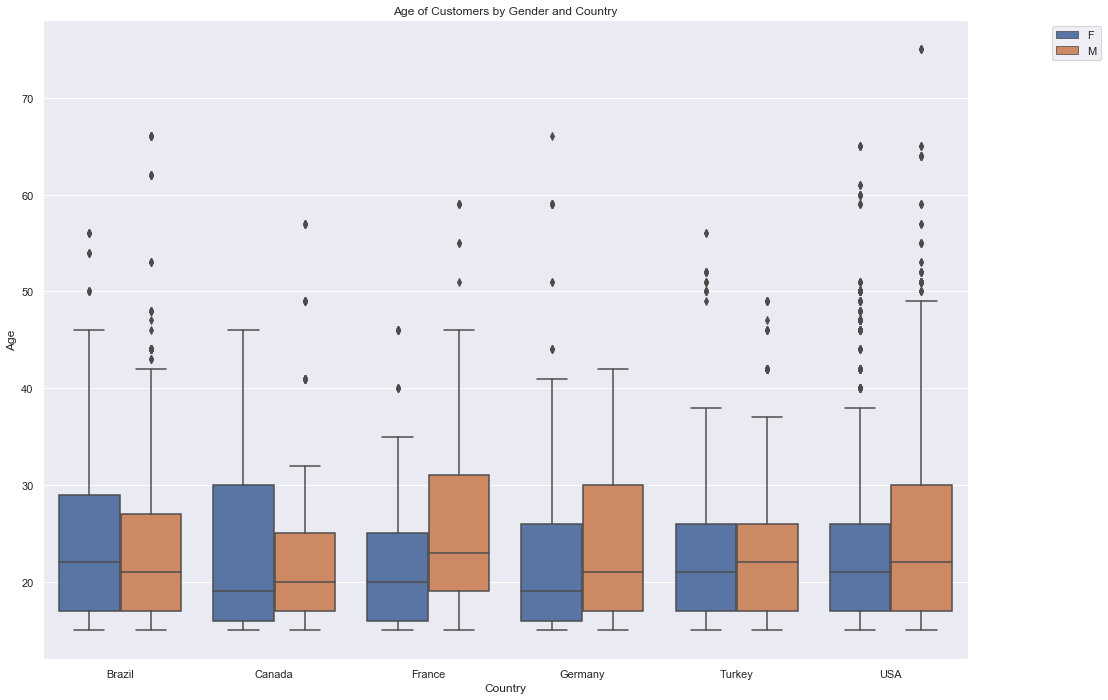 Age of Customers by Gender and Country
F
M
70
60
50
40
30
20
Age
Brazil Canada France Germany Turkey USA
Country